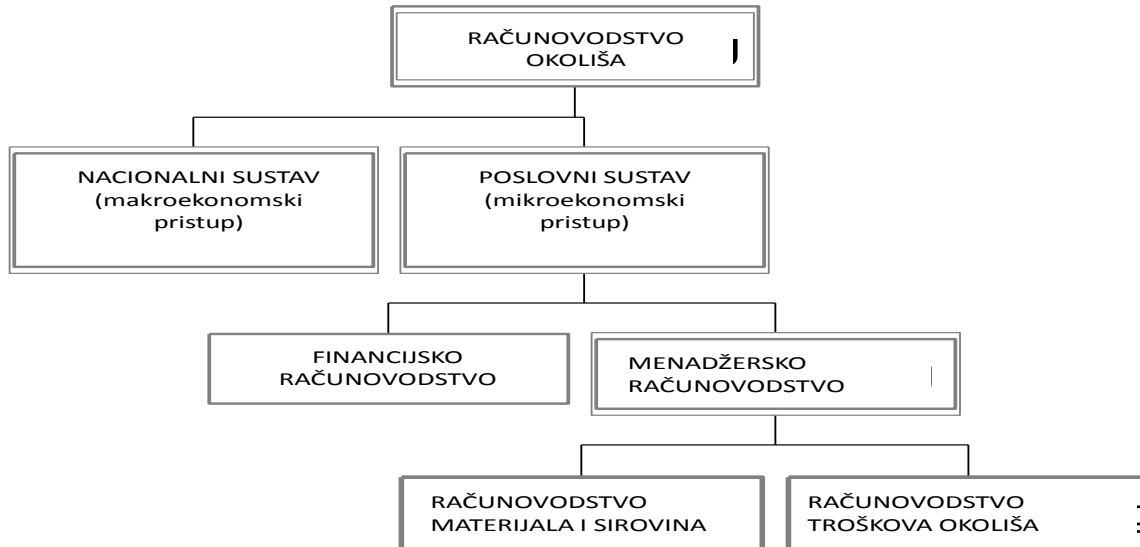 RAČUNOVODSTVO
OKOLIŠA
NACIONALNI SUSTAV
(makroekonomski
pristup)
POSLOVNI SUSTAV
(mikroekonomski
pristup)
FINANCIJSKO
RAČUNOVODSTVO
MENADŽERSKO
RAČUNOVODSTVO
RAČUNOVODSTVO
MATERIJALA I SIROVINA
RAČUNOVODSTVO
TROŠKOVA OKOLIŠA